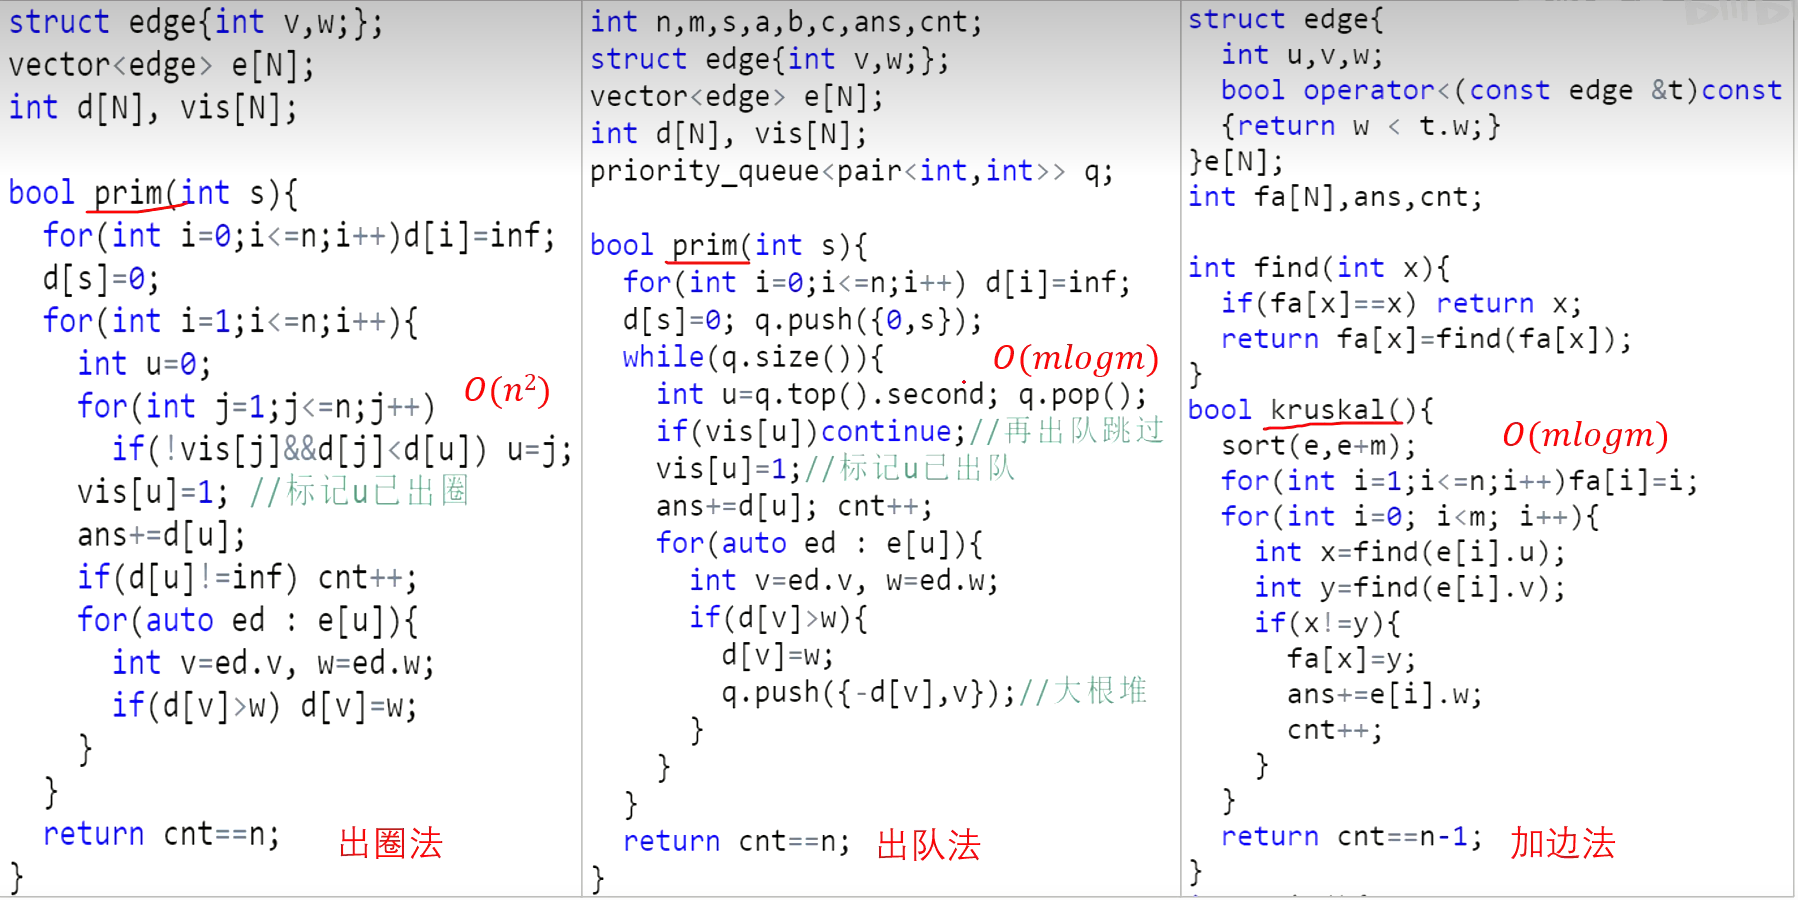 struct edge{int v,w;};
vector<edge> e[N];
int d[N], vis[N];
bool prim(int s){
for(int i=0;i<=n;i++)d[i]=inf;
d[s]=0;
for(int i=1;i<=n;i++){
int u=0;
for(int j=1;j<=n;j++)
O(n²)
if(!vis[j]&&d[j]<d[u]) u=j;
vis[u]=1; //标记u已出圈
ans+=d[u];
if(d[u]!=inf) cnt++;
for(auto ed : e[u]){
int v=ed.v, w=ed.w;
if(d[v]>w) d[v]=w;
}
}
return cnt==n;
出圈法
}
int n,m,s,a,b,c,ans,cnt;
struct edge{int v,w;};
vector<edge> e[N];
int d[N], vis[N];
priority_queue<pair<int,int>> q;
bool prim(int s){
for(int i=0;i<=n;i++) d[i]=inf;
d[s]=0; q.push({0,s});
while(q.size()){
O(mlogm)
int u=q.top().second; q.pop();
if(vis[u])continue;//再出队跳过
vis[u]=1;//标记u已出队
ans+=d[u]; cnt++;
for(auto ed : e[u]){
int v=ed.v, w=ed.w;
if(d[v]>w){
d[v]=w;
q.push({-d[v],v});//大根堆
}
}
}
return cnt==n;
出队法
}
struct edge{
int u,v,w;
bool operator<(const edge &t)const
{return w < t.w;}
}e[N];
int fa[N],ans,cnt;
int find(int x){
if(fa[x]==x) return x;
return fa[x]=find(fa[x]);
}
bool kruskal(){
sort(e,e+m);
O(mlogm)
for(int i=1;i<=n;i++)fa[i]=i;
for(int i=0; i<m; i++){
int x=find(e[i].u);
int y=find(e[i].v);
if(x!=y){
fa[x]=y;
ans+=e[i].w;
cnt++;
}
}
return cnt==n-1;
加边法
}